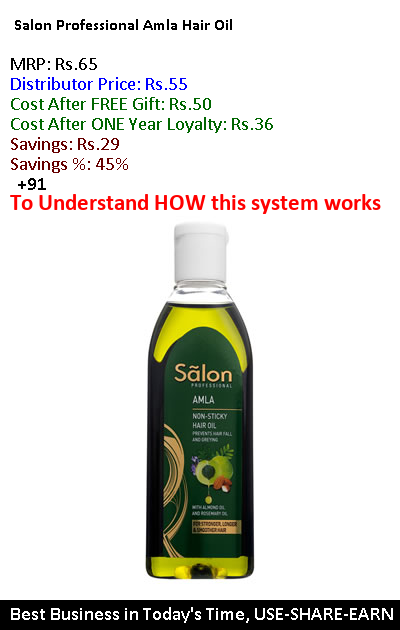 Salon Professional Amla Hair Oil
MRP: Rs.65
Distributor Price: Rs.55
Cost After FREE Gift: Rs.50
Cost After ONE Year Loyalty: Rs.36
Savings: Rs.29
Savings %: 45%
+91
To Understand HOW this system works
Sãlon
PROFESSIONAL
AMLA
NON-STICKY
HAIR OIL
PREVENTS HAIR FALL
AND GREYING
WITH ALMOND OIL
AND ROSEMARY OIL
FOR STRONGER, LONGER
& SMOOTHER HAIR
Best Business in Today's Time, USE-SHARE-EARN